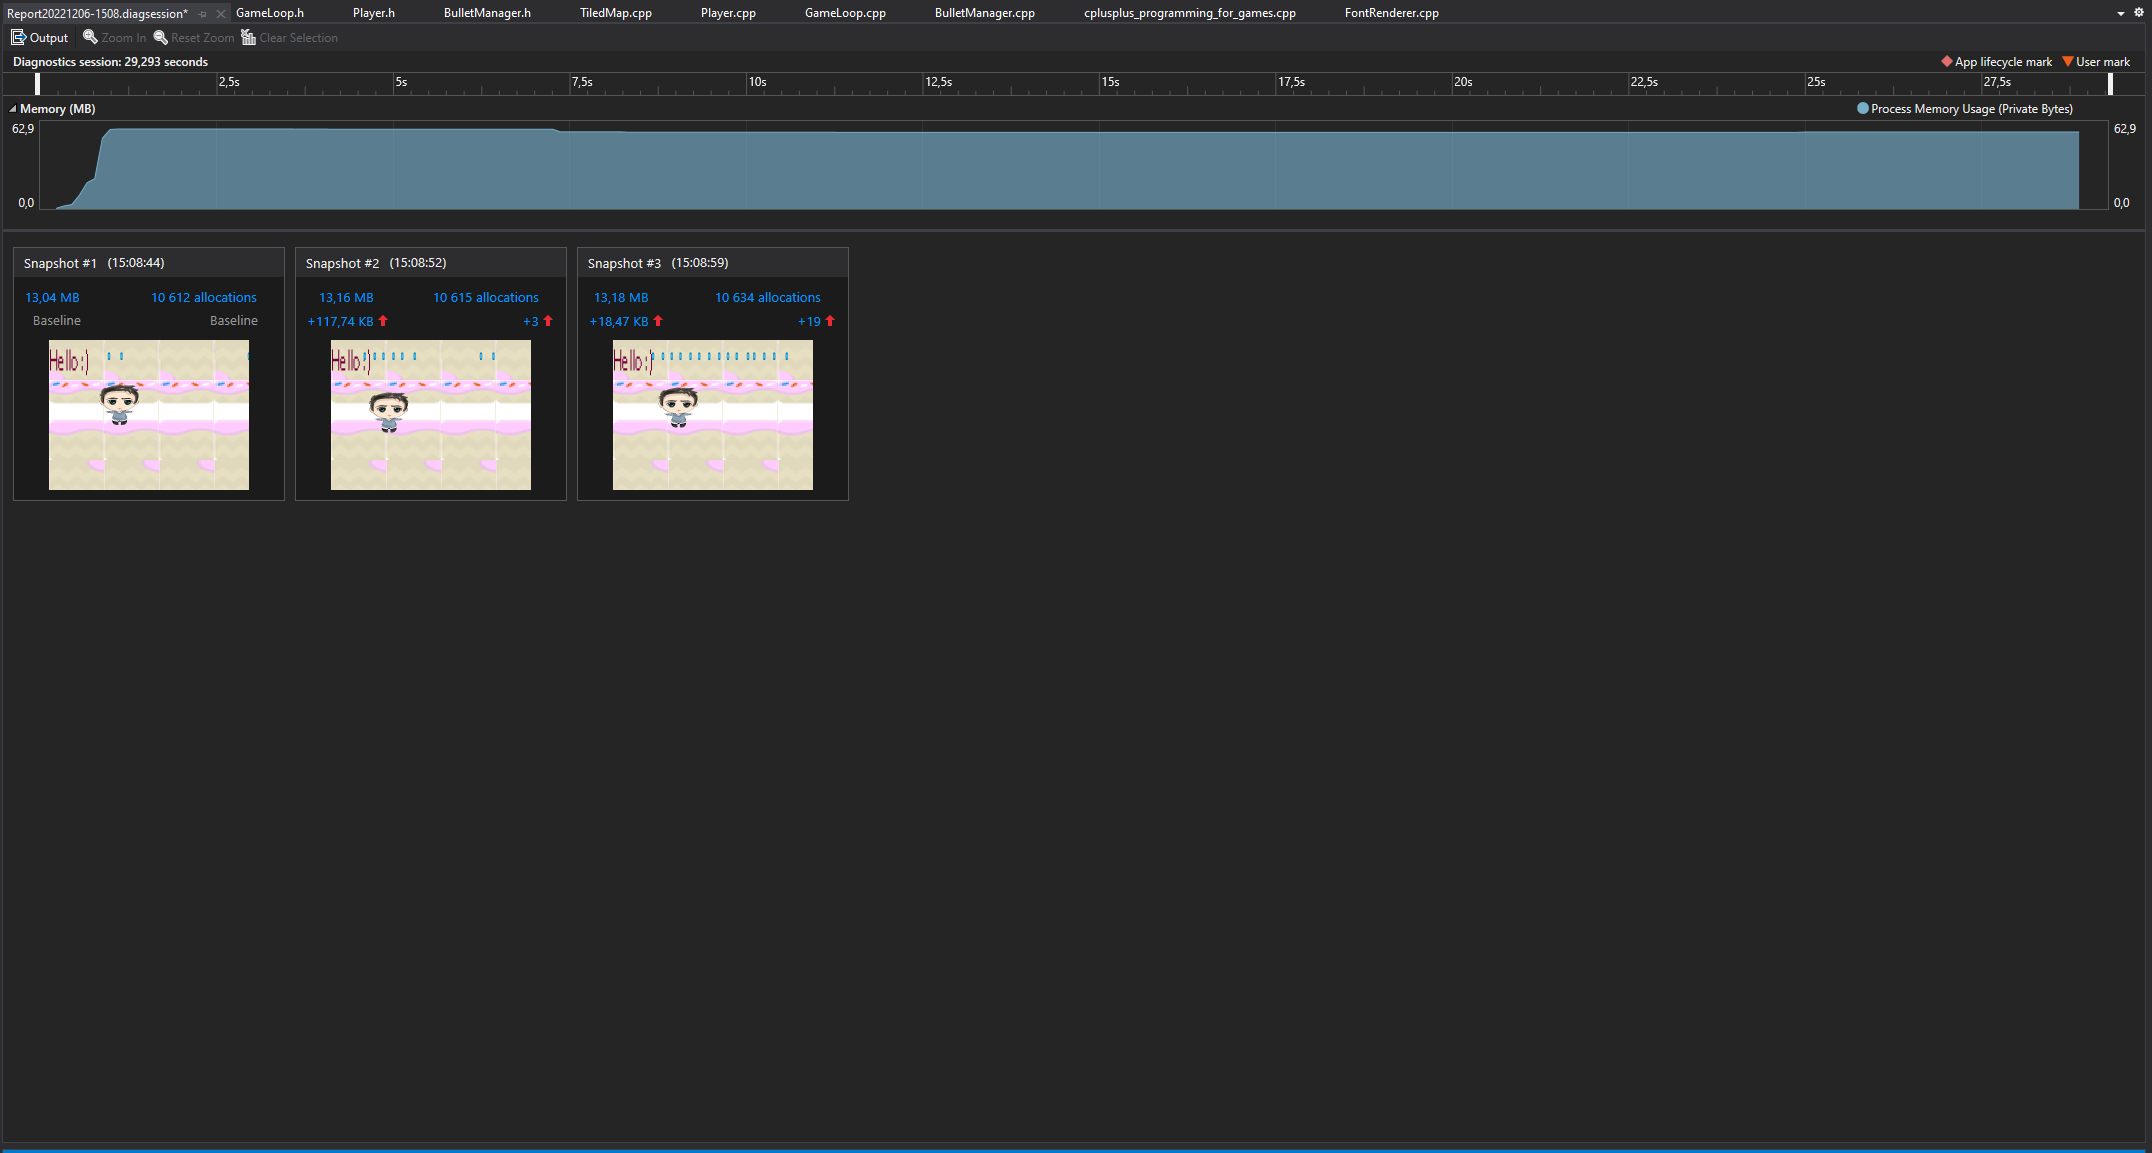 Report20221206-1508.diagsession* GameLoop.h Player.h BulletManager.h TiledMap.cpp Player.cpp GameLoop.cpp BulletManager.cpp cplusplus_programming_for_games.cpp FontRenderer.cpp
Output Zoom In Reset Zoom Clear Selection
Diagnostics session: 29,293 seconds App lifecycle mark User mark
2,5s 5s 7,5s 10s 12,5s 15s 17,5s 20s 22,5s 25s 27,5s
Memory (MB) Process Memory Usage (Private Bytes)
62,9 62,9
0,0 0,0
Snapshot #1 (15:08:44)
13,04 MB 10 612 allocations
Baseline Baseline
Hello :)
Snapshot #2 (15:08:52)
13,16 MB 10 615 allocations
+117,74 KB +3
Hello :)
Snapshot #3 (15:08:59)
13,18 MB 10 634 allocations
+18,47 KB +19
Hello :)